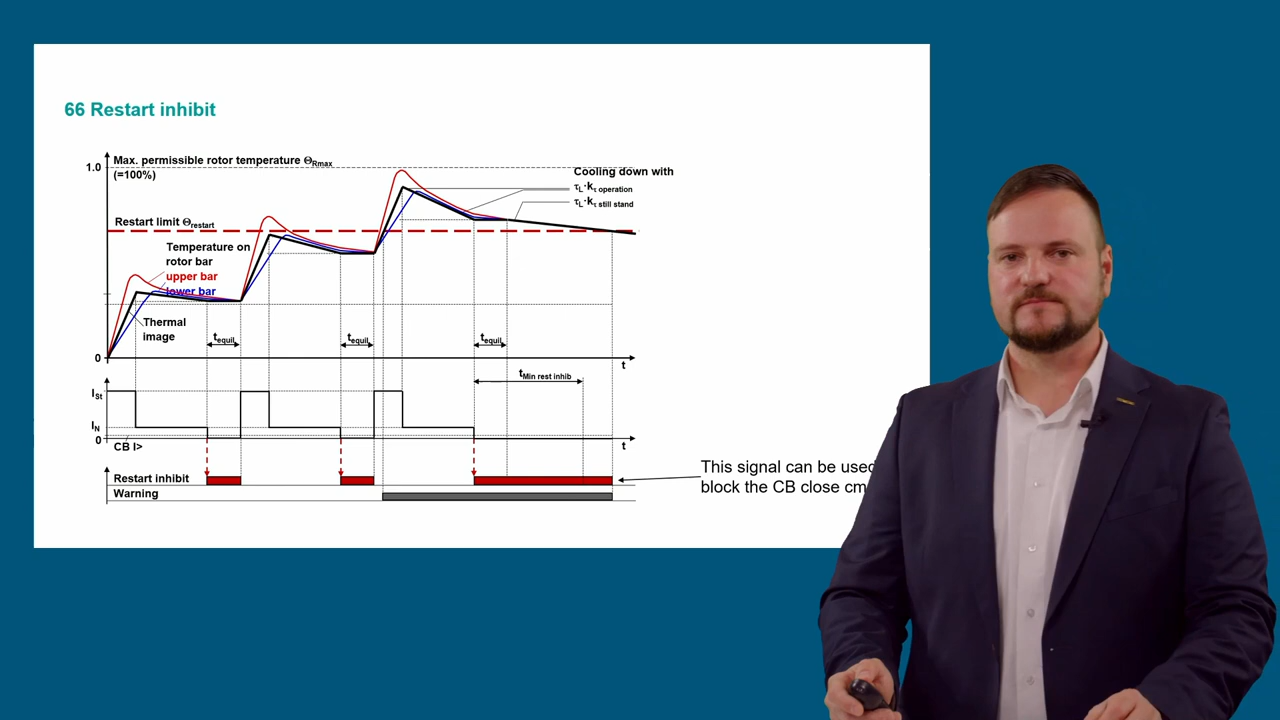 66 Restart inhibit
1.0
Max. permissible rotor temperature ΘRmax
(=100%)
Cooling down with
τL·kτ operation
τL·kτ still stand
Restart limit Θrestart
Temperature on
rotor bar
upper bar
lower bar
Thermal
image
tequil
tequil
tequil
0
t
tMin rest inhib
ISt
IN
0
t
CB I>
This signal can be used
block the CB close cm
Restart inhibit
Warning